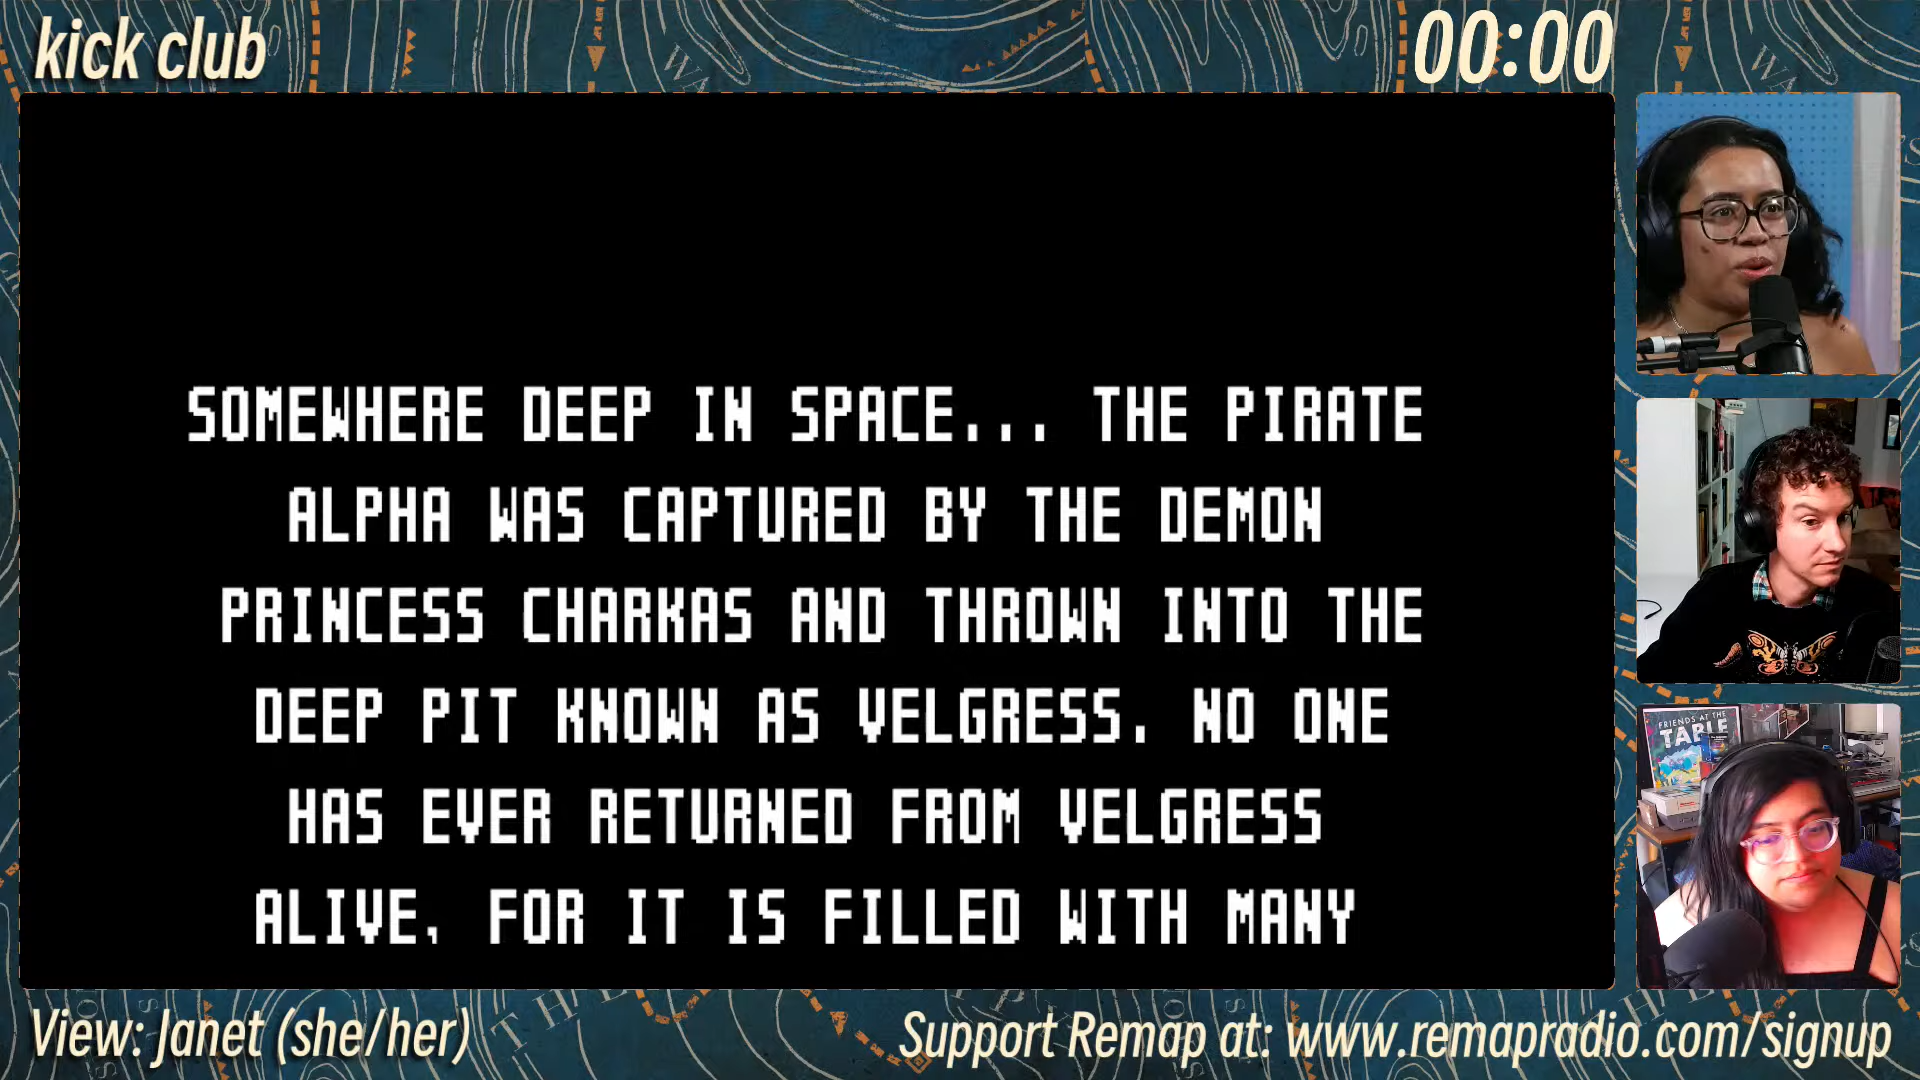 kick club
00:00
SOMEWHERE DEEP IN SPACE... THE PIRATE
ALPHA WAS CAPTURED BY THE DEMON
PRINCESS CHARKAS AND THROWN INTO THE
DEEP PIT KNOWN AS VELGRESS. NO ONE
HAS EVER RETURNED FROM VELGRESS
ALIVE, FOR IT IS FILLED WITH MANY
FRIENDS AT THE
TABLE
View: Janet (she/her)
Support Remap at: www.remapradio.com/signup